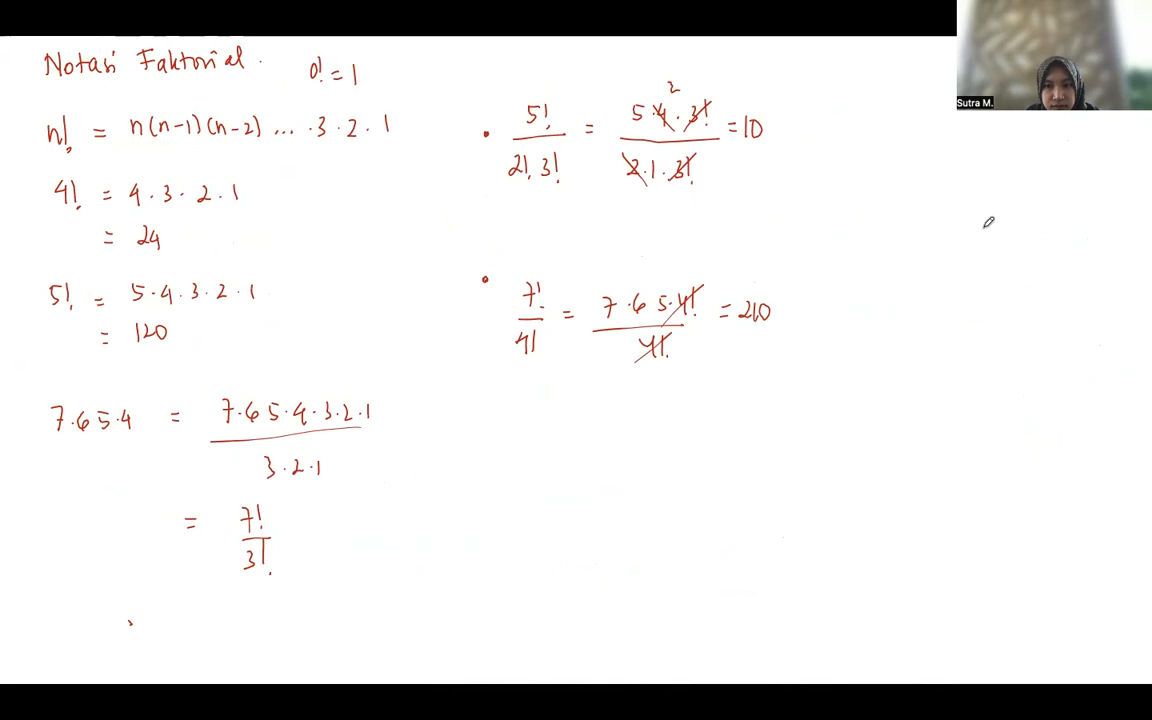 Notasi Faktorial. 0! = 1
n! = n(n-1)(n-2) ... .3.2.1
4! = 4.3.2.1
= 24
5! = 5.4.3.2.1
= 120
7.6 5.4 = 7.6 5.4.3.2.1 / 3.2.1
= 7! / 3!
• 5! / 2! 3! = 5.4.3! / 2.1.3! = 10
2
• 7! / 4! = 7.6 5.4! / 4! = 210
Sutra M.